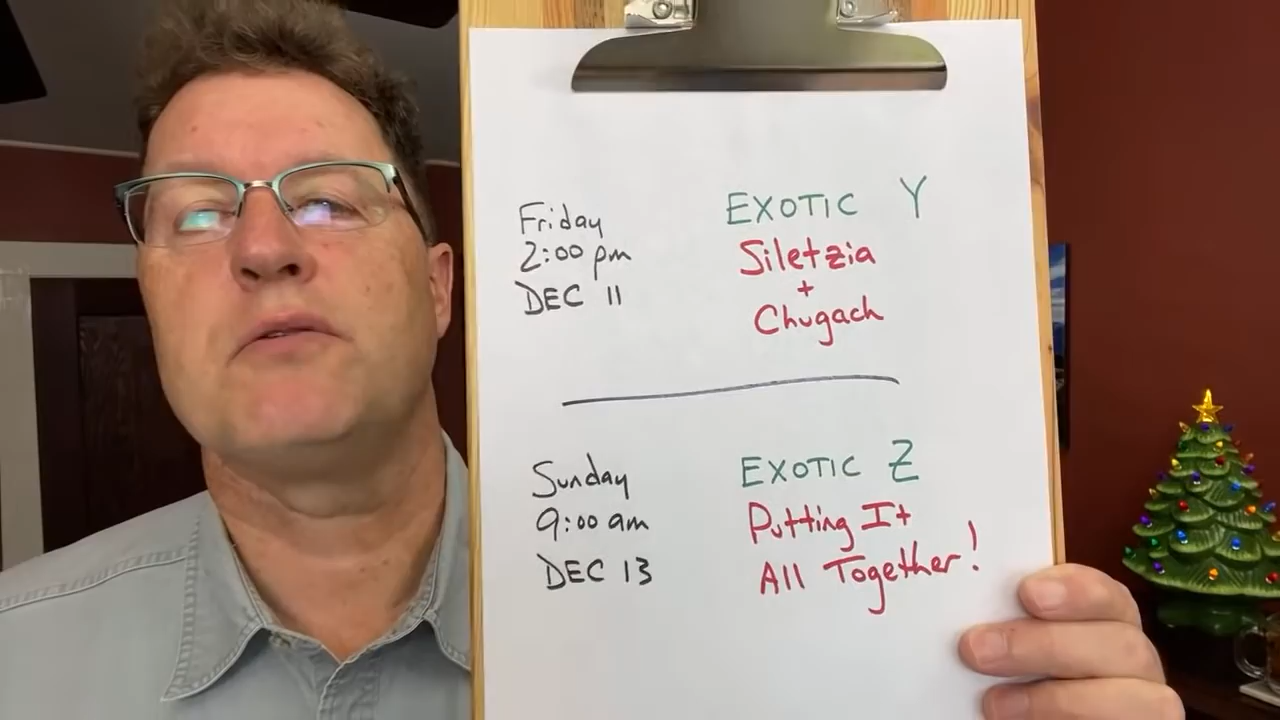 Friday
2:00 pm
DEC 11
EXOTIC Y
Siletzia
+
Chugach
Sunday
9:00 am
DEC 13
EXOTIC Z
Putting It
All Together!